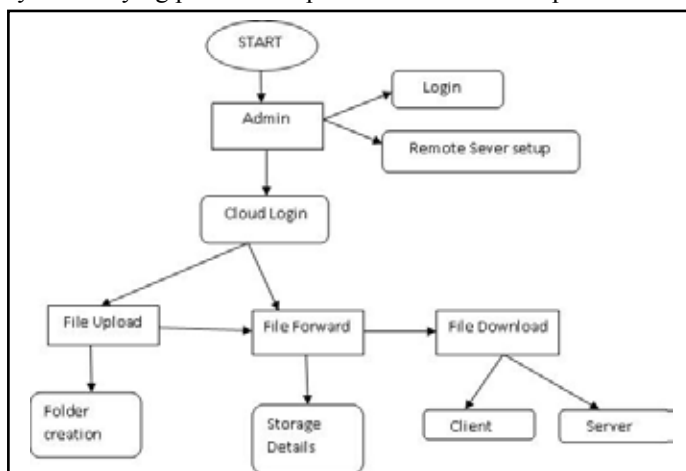 START
Login
Admin
Remote Sever setup
Cloud Login
File Upload
File Forward
File Download
Folder
creation
Storage
Details
Client
Server